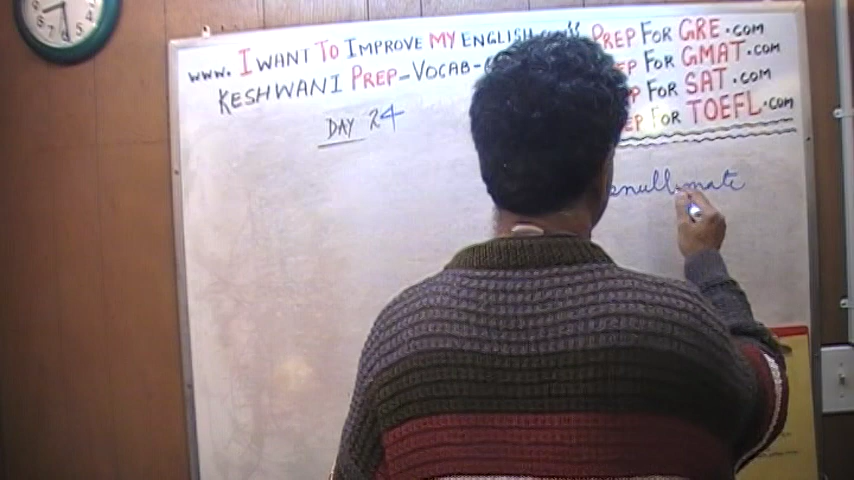 www. I WANT TO IMPROVE MY ENGLISH PREP FOR GRE.COM
KESHWANI PREP-VOCAB- EP FOR GMAT.COM
P FOR SAT.COM
EP FOR TOEFL.COM
DAY 24